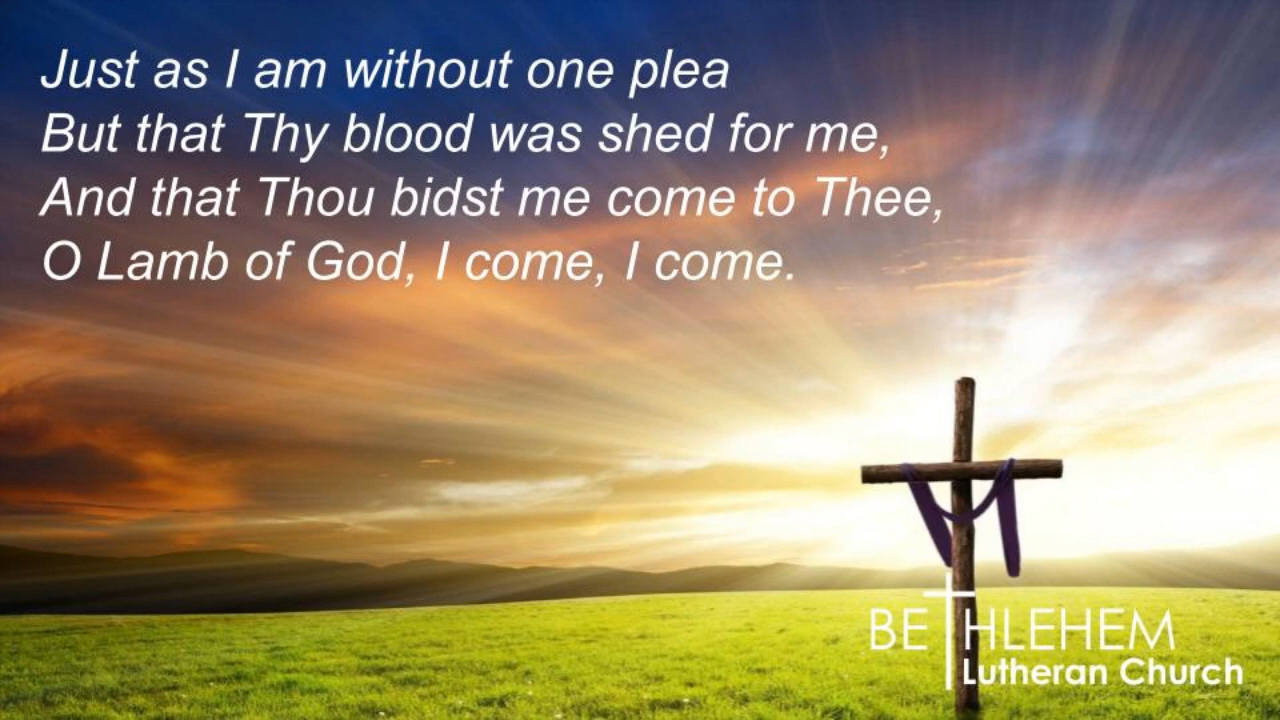 Just as I am without one plea
But that Thy blood was shed for me,
And that Thou bidst me come to Thee,
O Lamb of God, I come, I come.
BETHLEHEM
Lutheran Church